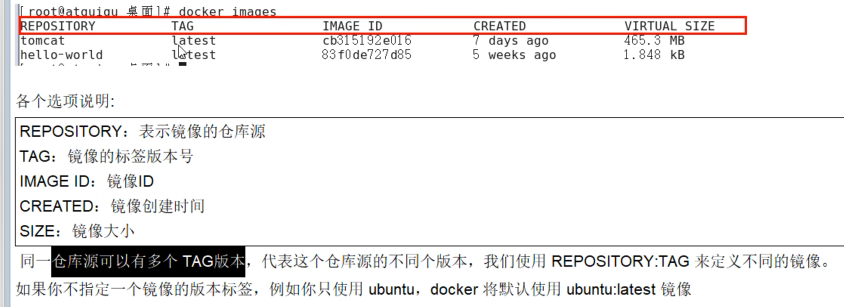 [root@atguigu 桌面]# docker images
REPOSITORY TAG IMAGE ID CREATED VIRTUAL SIZE
tomcat latest cb315192e016 7 days ago 465.3 MB
hello-world latest 83f0de727d85 5 weeks ago 1.848 kB
各个选项说明:
REPOSITORY：表示镜像的仓库源
TAG：镜像的标签版本号
IMAGE ID：镜像ID
CREATED：镜像创建时间
SIZE：镜像大小
同一仓库源可以有多个 TAG版本，代表这个仓库源的不同个版本，我们使用 REPOSITORY:TAG 来定义不同的镜像。
如果你不指定一个镜像的版本标签，例如你只使用 ubuntu，docker 将默认使用 ubuntu:latest 镜像